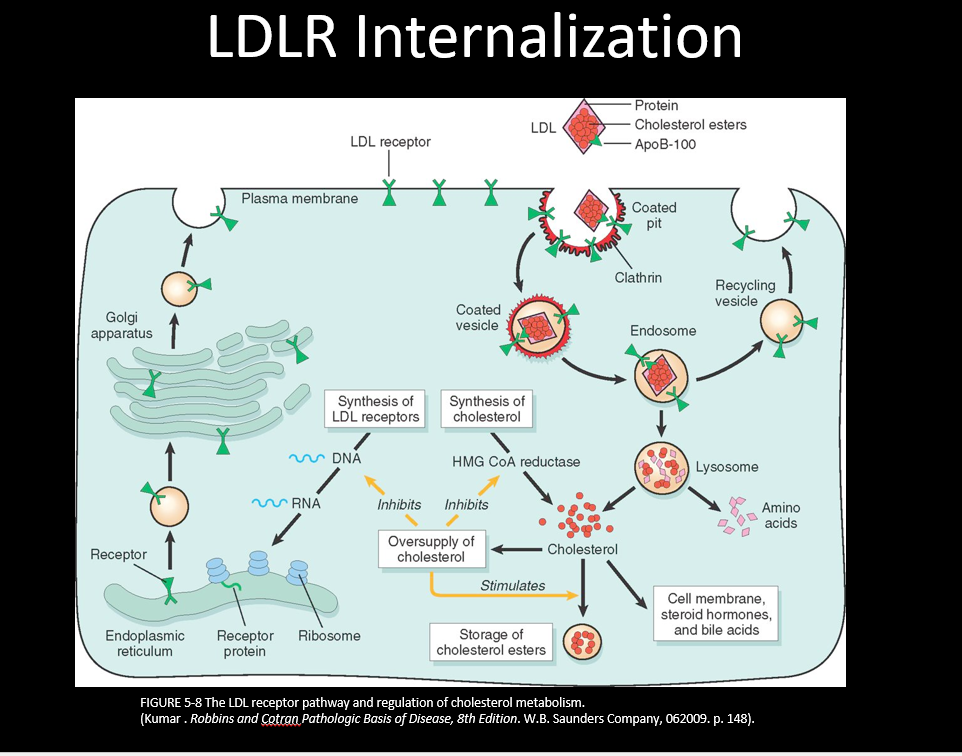 LDLR Internalization
Protein
Cholesterol esters
ApoB-100
LDL
LDL receptor
Plasma membrane
Coated
pit
Clathrin
Recycling
vesicle
Coated
vesicle
Endosome
Golgi
apparatus
Synthesis of
LDL receptors
Synthesis of
cholesterol
DNA
HMG CoA reductase
Lysosome
RNA
Inhibits
Inhibits
Amino
acids
Oversupply of
cholesterol
Cholesterol
Receptor
Stimulates
Cell membrane,
steroid hormones,
and bile acids
Endoplasmic
reticulum
Receptor
protein
Ribosome
Storage of
cholesterol esters
FIGURE 5-8 The LDL receptor pathway and regulation of cholesterol metabolism.
(Kumar . Robbins and Cotran Pathologic Basis of Disease, 8th Edition. W.B. Saunders Company, 062009. p. 148).